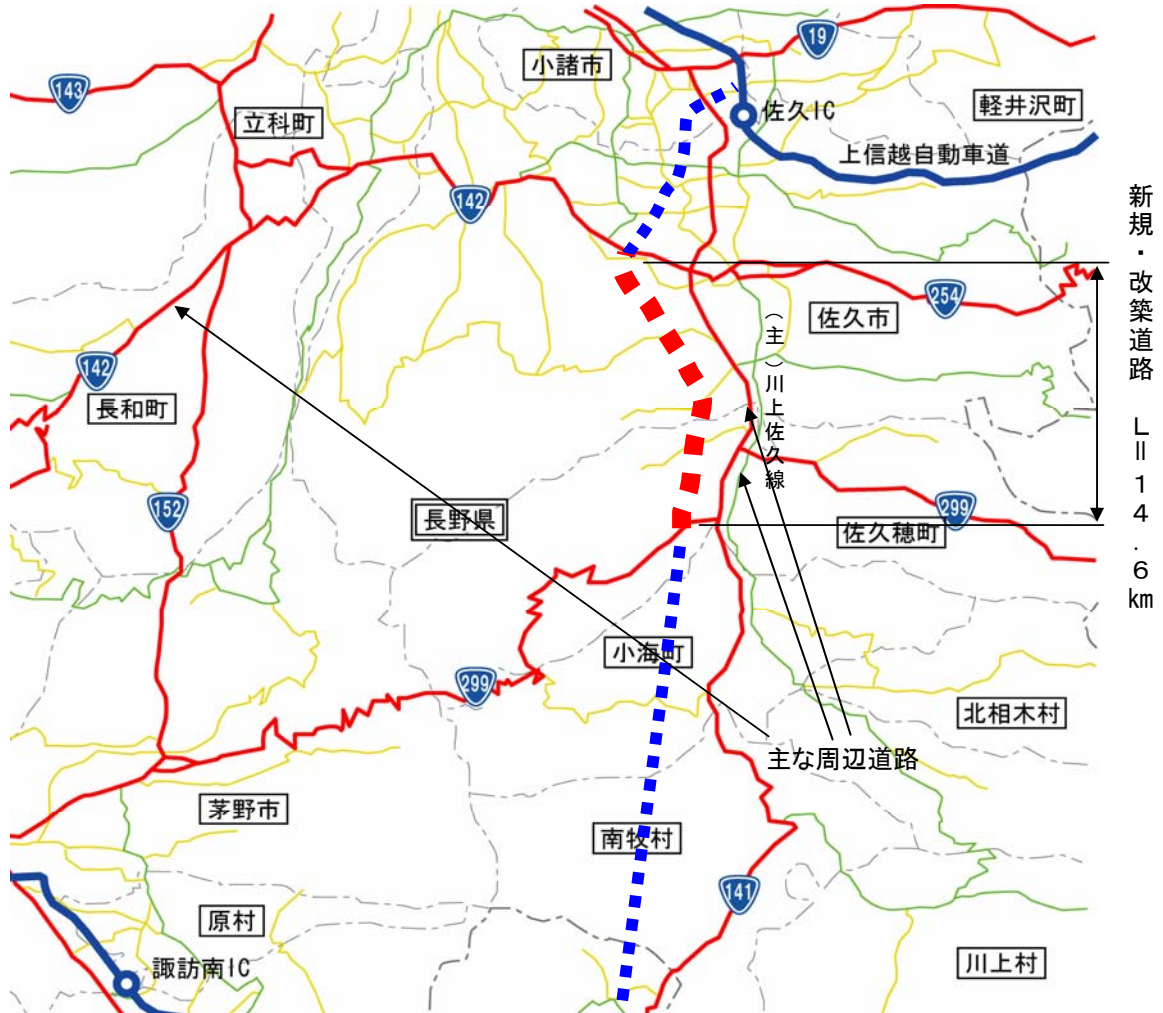 19
小諸市
143
軽井沢町
佐久IC
立科町
上信越自動車道
142
254
佐久市
142
長和町
(主)川上佐久線
新規・改築道路 L=14.6km
152
長野県
299
佐久穂町
小海町
299
北相木村
主な周辺道路
茅野市
南牧村
141
原村
諏訪南IC
川上村